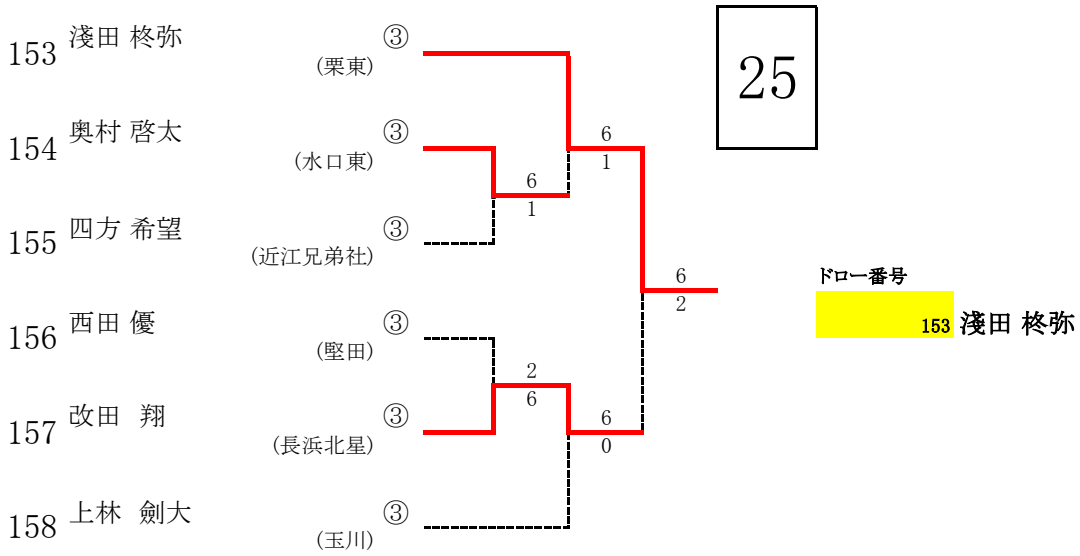 153 淺田 柊弥 ③
(栗東)
25
154 奥村 啓太 ③
(水口東)
6
1
6
1
155 四方 希望 ③
(近江兄弟社)
6
2
ドロー番号
153 淺田 柊弥
156 西田 優 ③
(堅田)
2
6
157 改田 翔 ③
(長浜北星)
6
0
158 上林 劍大 ③
(玉川)